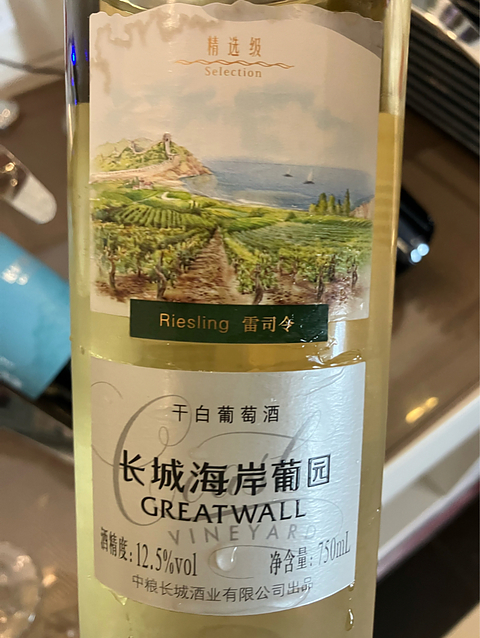 精选级
Selection
Riesling 雷司令
干白葡萄酒
长城海岸葡园
GREATWALL
VINEYARD
酒精度:12.5%vol 净含量:750mL
中粮长城酒业有限公司出品